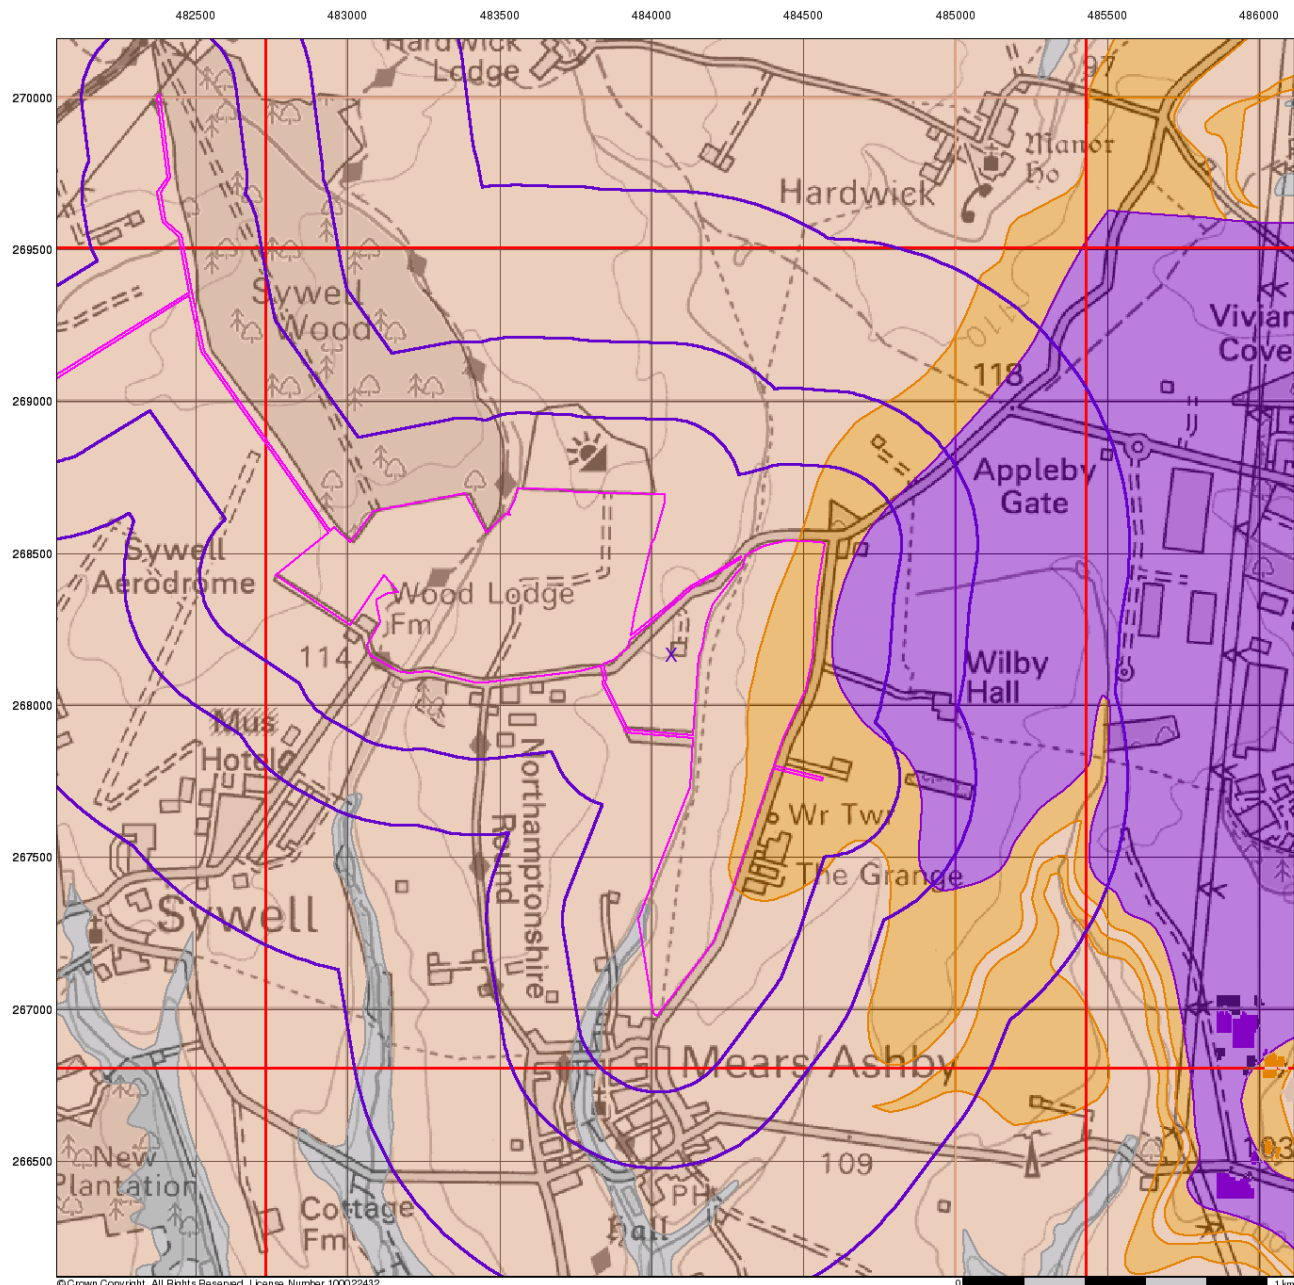 482500 483000 483500 484000 484500 485000 485500 486000
Hardwick
Lodge
97
270000
Manor
Ho
Hardwick
269500
Sywell
Wood
110
Vivian
Cove
269000
118
Appleby
Gate
268500
Sywell
Aerodrome
Wood Lodge
Fm
114
X
Wilby
Hall
268000
Mus
Hotel
Northamptonshire
Round
Wr Twr
267500
The Grange
Sywell
267000
Mears Ashby
266500
New
Plantation
109
103
PH
Cottage
Fm
Hall
© Crown Copyright. All Rights Reserved. License Number 100022432
0 1 km